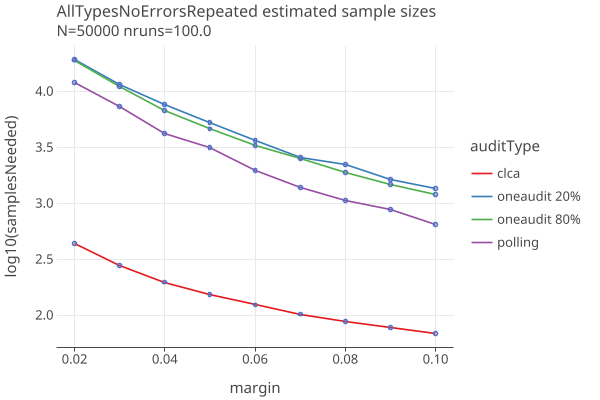 AllTypesNoErrorsRepeated estimated sample sizes
N=50000 nruns=100.0
log10(samplesNeeded)
4.0
3.5
3.0
2.5
2.0
0.02
0.04
0.06
0.08
0.10
margin
auditType
clca
oneaudit 20%
oneaudit 80%
polling